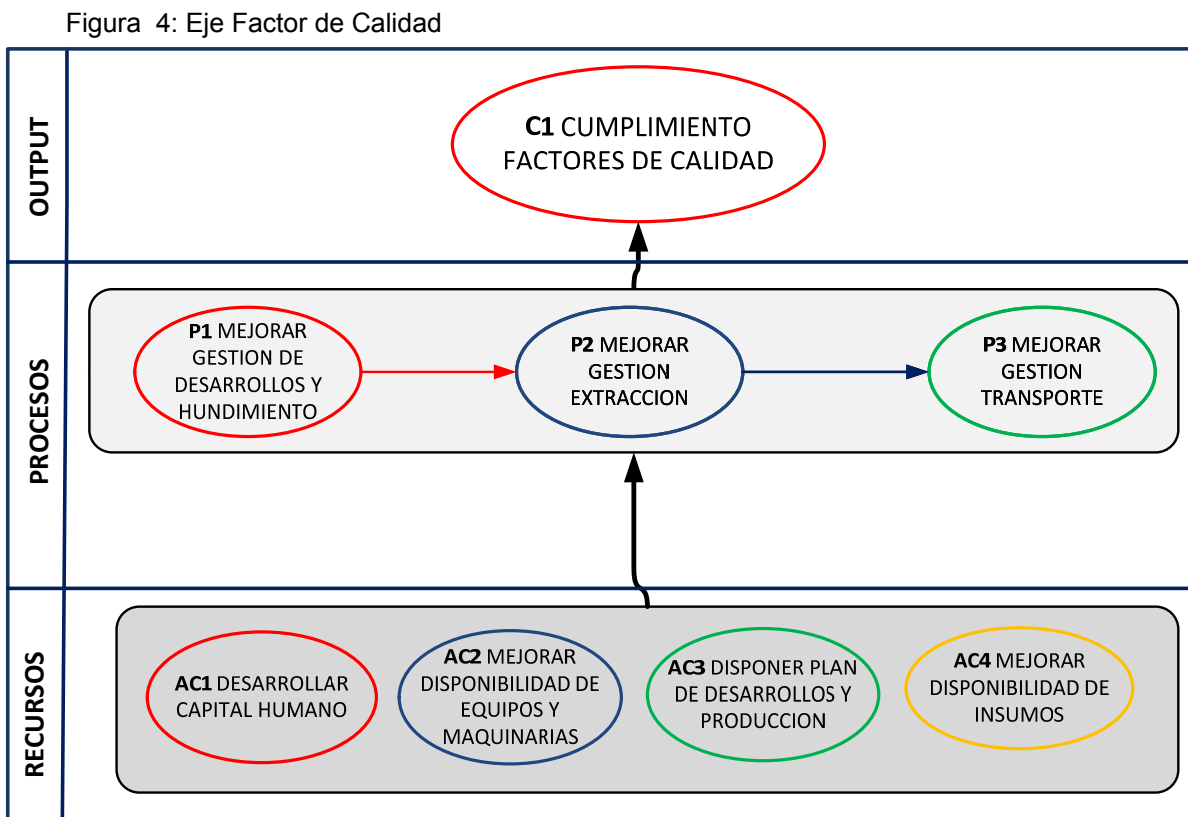 Figura 4: Eje Factor de Calidad
OUTPUT
C1 CUMPLIMIENTO
FACTORES DE CALIDAD
PROCESOS
P1 MEJORAR
GESTION DE
DESARROLLOS Y
HUNDIMIENTO
P2 MEJORAR
GESTION
EXTRACCION
P3 MEJORAR
GESTION
TRANSPORTE
RECURSOS
AC1 DESARROLLAR
CAPITAL HUMANO
AC2 MEJORAR
DISPONIBILIDAD DE
EQUIPOS Y
MAQUINARIAS
AC3 DISPONER PLAN
DE DESARROLLOS Y
PRODUCCION
AC4 MEJORAR
DISPONIBILIDAD DE
INSUMOS